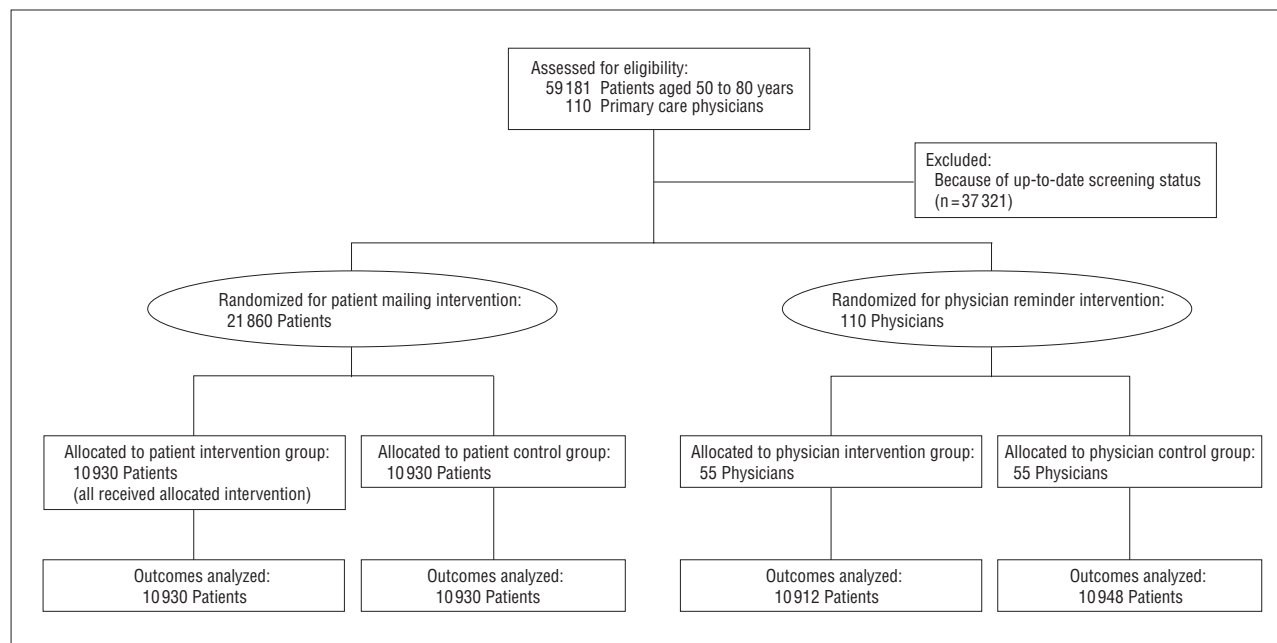 Assessed for eligibility:
59 181 Patients aged 50 to 80 years
110 Primary care physicians
Excluded:
Because of up-to-date screening status
(n = 37 321)
Randomized for patient mailing intervention:
21 860 Patients
Randomized for physician reminder intervention:
110 Physicians
Allocated to patient intervention group:
10 930 Patients
(all received allocated intervention)
Allocated to patient control group:
10 930 Patients
Allocated to physician intervention group:
55 Physicians
Allocated to physician control group:
55 Physicians
Outcomes analyzed:
10 930 Patients
Outcomes analyzed:
10 930 Patients
Outcomes analyzed:
10 912 Patients
Outcomes analyzed:
10 948 Patients